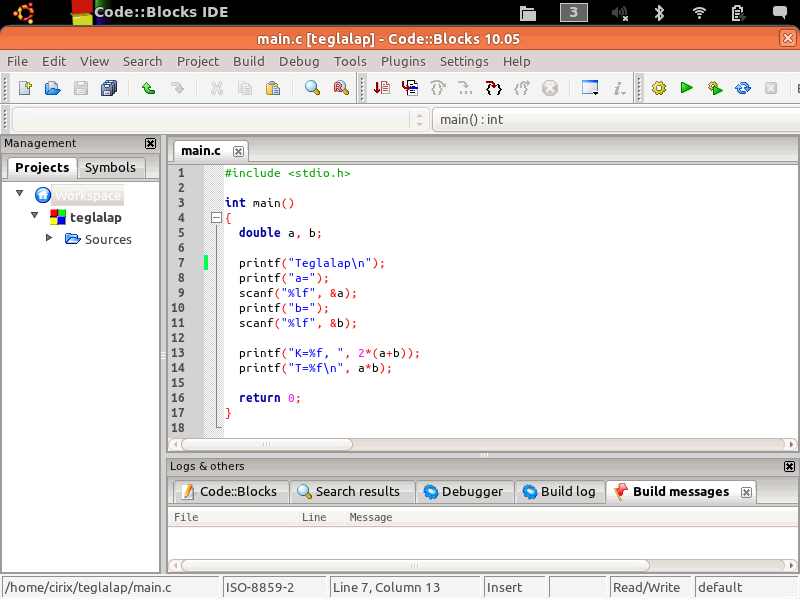 Code::Blocks IDE
3
main.c [teglalap] - Code::Blocks 10.05
File Edit View Search Project Build Debug Tools Plugins Settings Help
main() : int
Management
Projects Symbols
Workspace
teglalap
Sources
main.c
1 #include <stdio.h>
2
3 int main()
4 {
5 double a, b;
6
7 printf("Teglalap\n");
8 printf("a=");
9 scanf("%lf", &a);
10 printf("b=");
11 scanf("%lf", &b);
12
13 printf("K=%f, ", 2*(a+b));
14 printf("T=%f\n", a*b);
15
16 return 0;
17 }
18
Logs & others
Code::Blocks Search results Debugger Build log Build messages
File Line Message
/home/cirix/teglalap/main.c ISO-8859-2 Line 7, Column 13 Insert Read/Write default